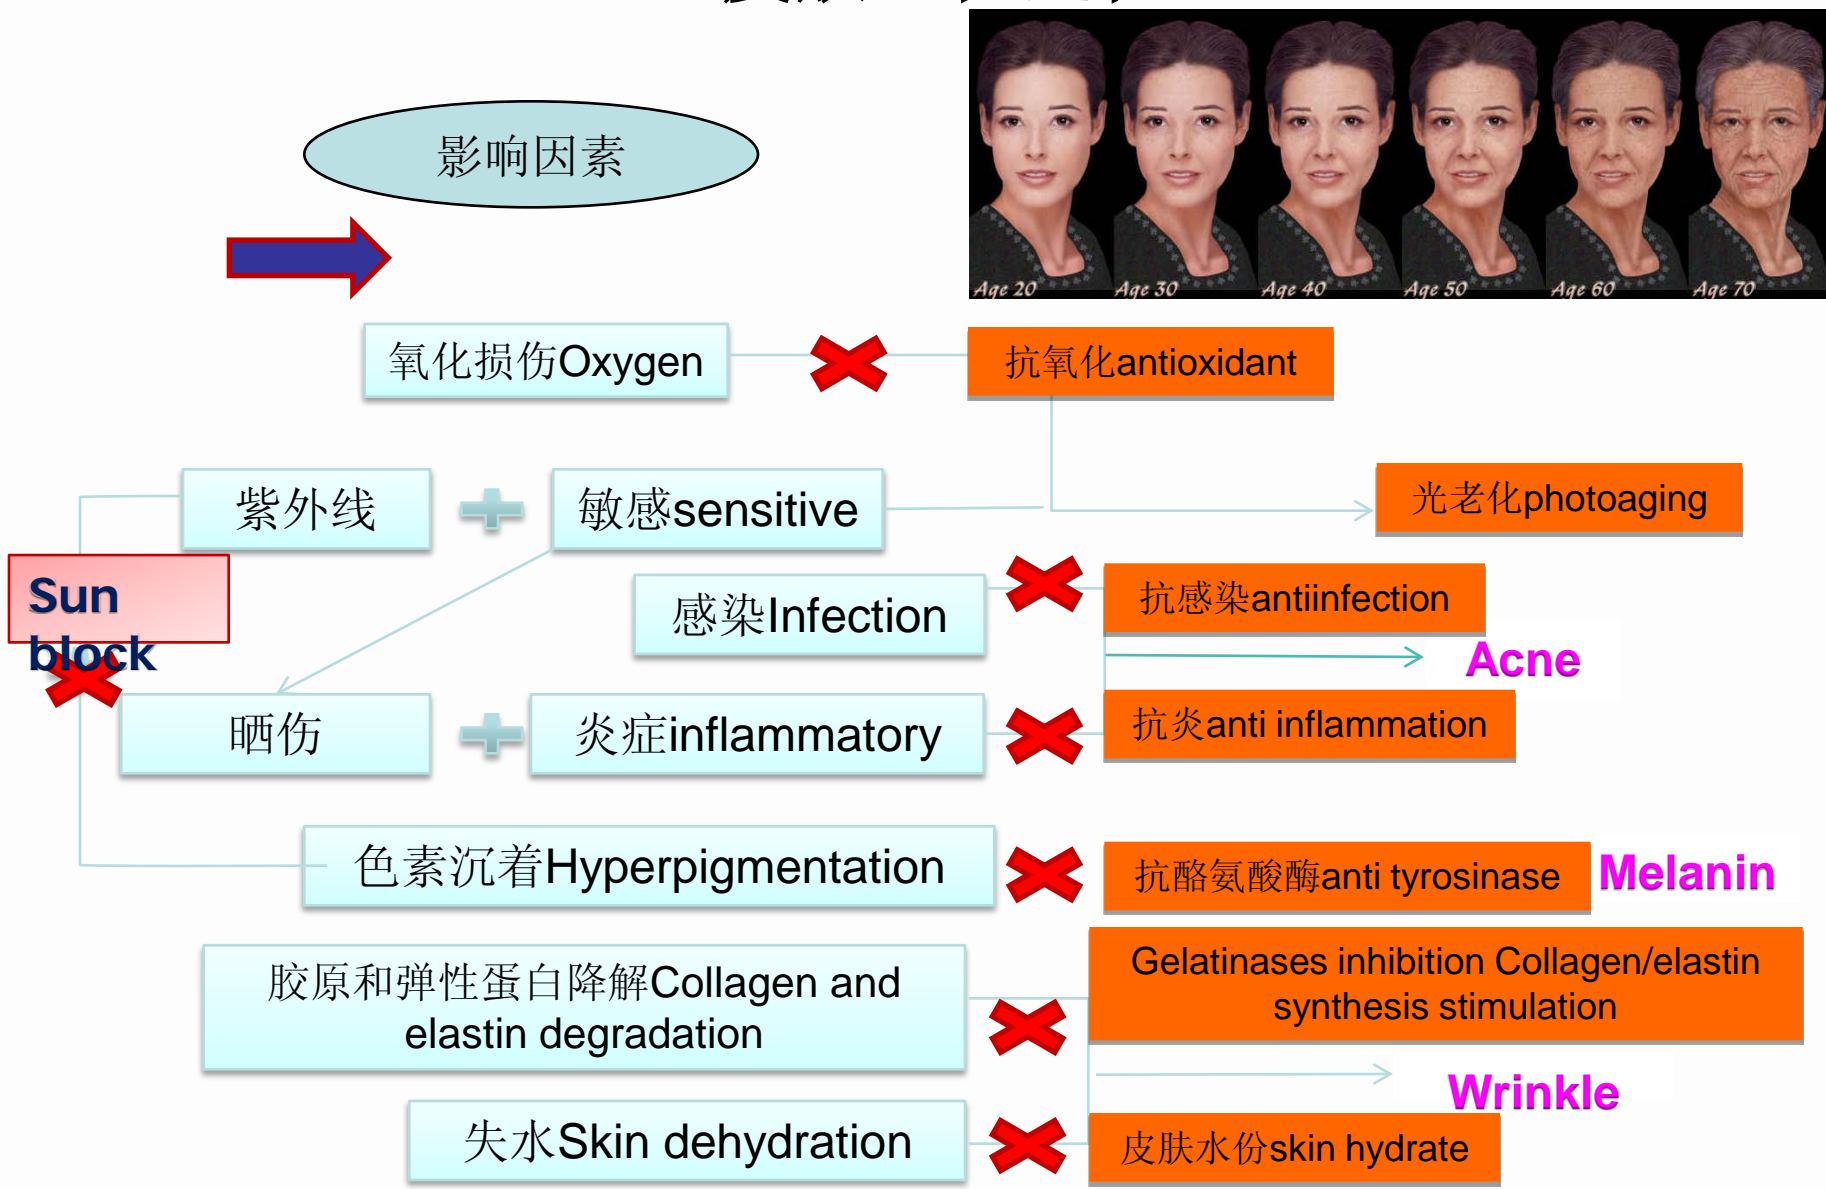 影响因素
Age 20
Age 30
Age 40
Age 50
Age 60
Age 70
氧化损伤Oxygen
抗氧化antioxidant
紫外线
敏感sensitive
光老化photoaging
Sun
block
感染Infection
抗感染antiinfection
Acne
晒伤
炎症inflammatory
抗炎anti inflammation
色素沉着Hyperpigmentation
抗酪氨酸酶anti tyrosinase
Melanin
胶原和弹性蛋白降解Collagen and
elastin degradation
Gelatinases inhibition Collagen/elastin
synthesis stimulation
Wrinkle
失水Skin dehydration
皮肤水份skin hydrate